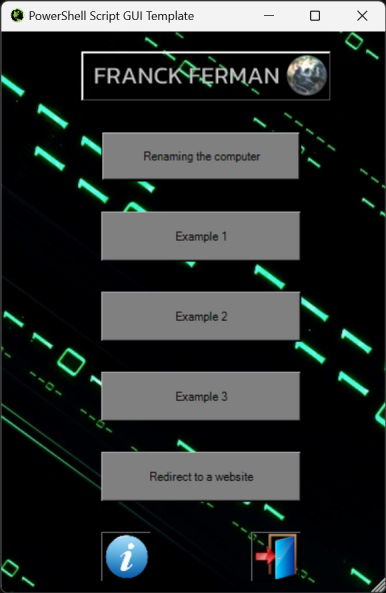 PowerShell Script GUI Template
FRANCK FERMAN
Renaming the computer
Example 1
Example 2
Example 3
Redirect to a website
i